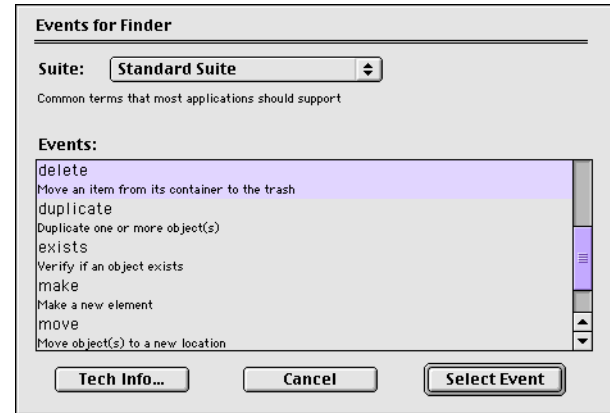 Events for Finder
Suite: Standard Suite
Common terms that most applications should support
Events:
delete
Move an item from its container to the trash
duplicate
Duplicate one or more object(s)
exists
Verify if an object exists
make
Make a new element
move
Move object(s) to a new location
Tech Info... Cancel Select Event